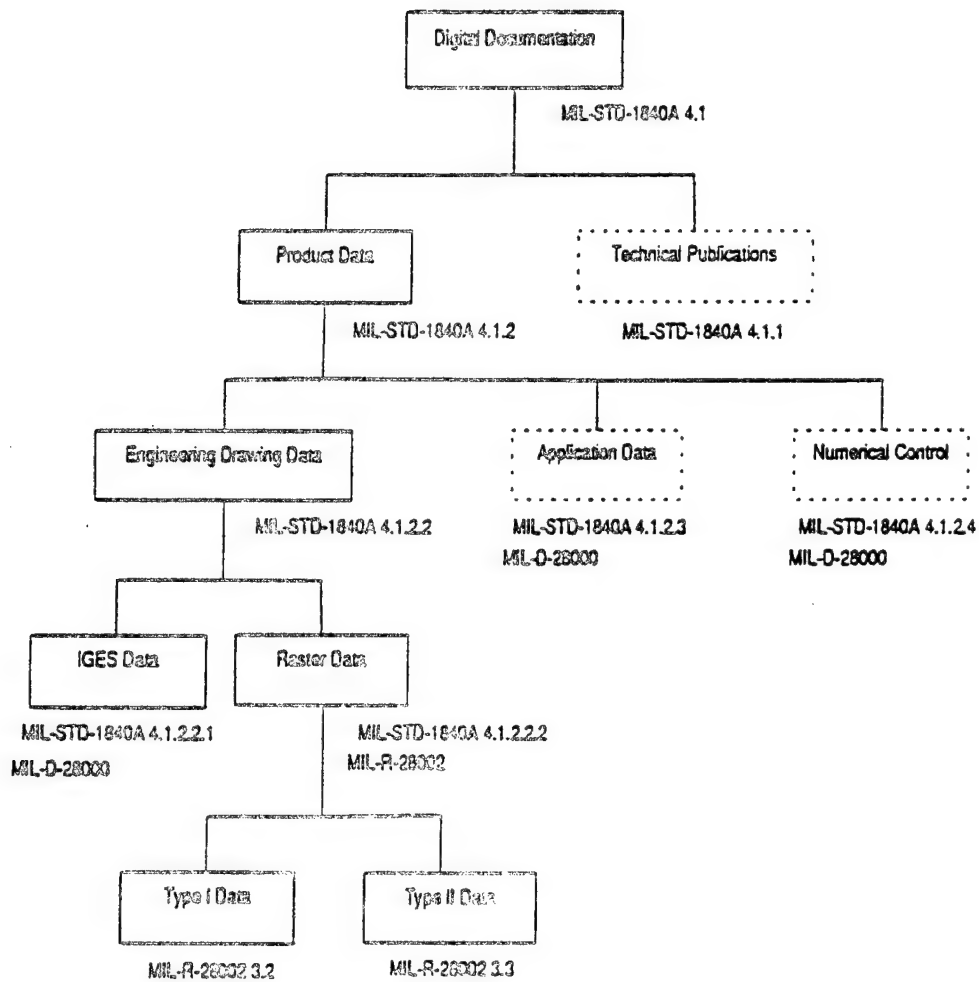 Digital Documentation
MIL-STD-1840A 4.1
Product Data
Technical Publications
MIL-STD-1840A 4.1.2
MIL-STD-1840A 4.1.1
Engineering Drawing Data
Application Data
Numerical Control
MIL-STD-1840A 4.1.2.2
MIL-STD-1840A 4.1.2.3
MIL-D-28000
MIL-STD-1840A 4.1.2.4
MIL-D-28000
IGES Data
Raster Data
MIL-STD-1840A 4.1.2.2.1
MIL-D-28000
MIL-STD-1840A 4.1.2.2.2
MIL-R-28002
Type I Data
Type II Data
MIL-R-28002 3.2
MIL-R-28002 3.3